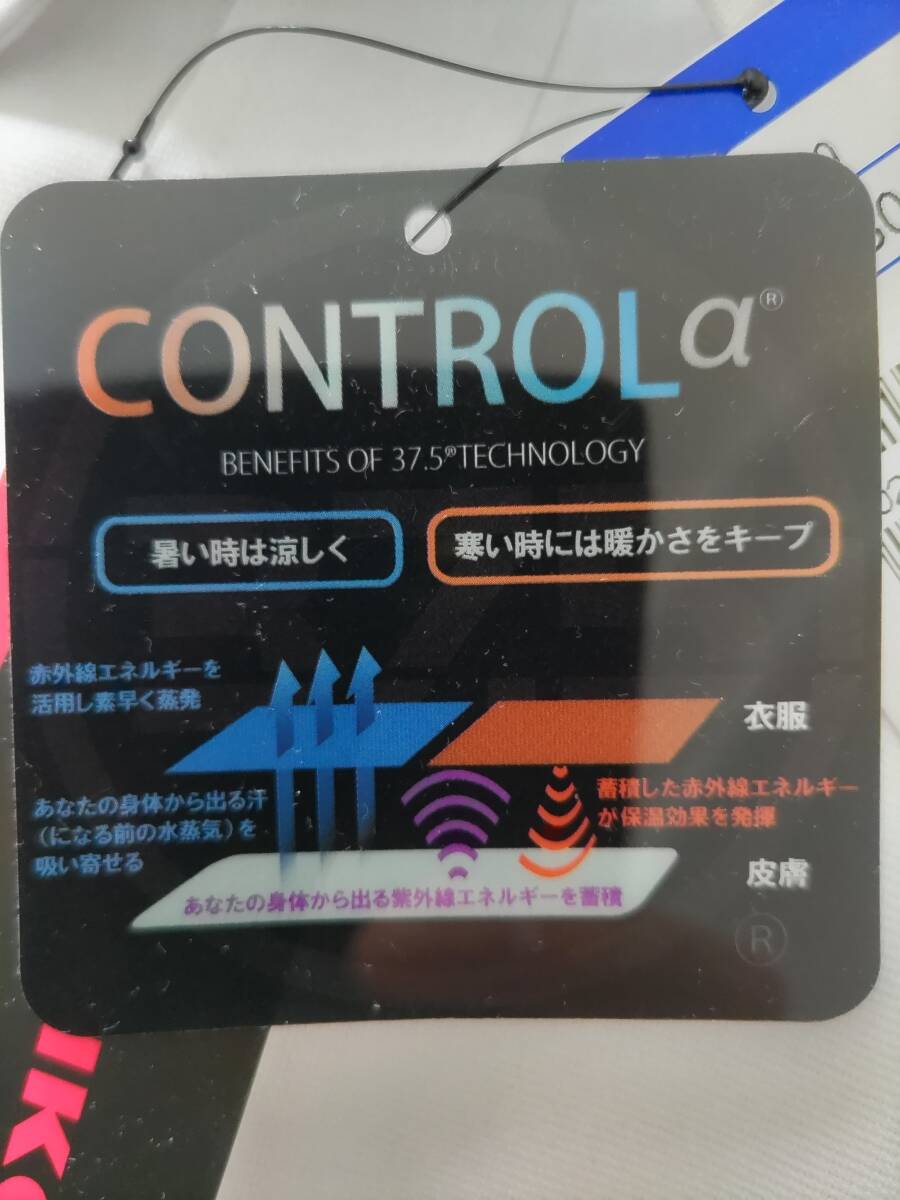 CONTROLα®
BENEFITS OF 37.5®TECHNOLOGY
暑い時は涼しく
寒い時には暖かさをキープ
赤外線エネルギーを
活用し素早く蒸発
衣服
あなたの身体から出る汗
(になる前の水蒸気)を
吸い寄せる
蓄積した赤外線エネルギー
が保温効果を発揮
皮膚
あなたの身体から出る紫外線エネルギーを蓄積
®